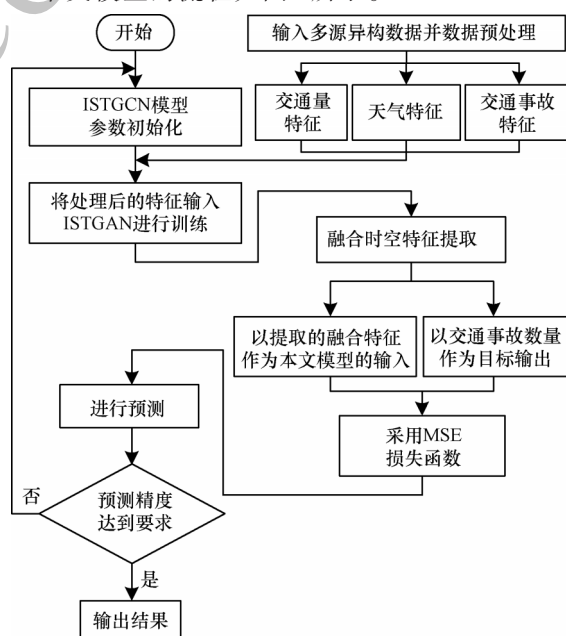 开始
输入多源异构数据并数据预处理
ISTGCN模型
参数初始化
交通量
特征
天气特征
交通事故
特征
将处理后的特征输入
ISTGAN进行训练
融合时空特征提取
以提取的融合特征
作为本文模型的输入
以交通事故数量
作为目标输出
进行预测
采用MSE
损失函数
否
预测精度
达到要求
是
输出结果